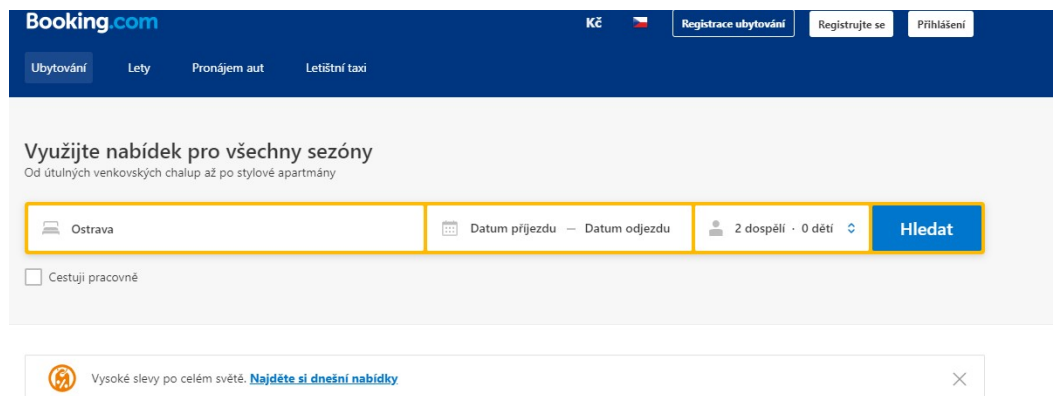 Booking.com Kč Registrace ubytování Registrujte se Přihlášení
Ubytování Lety Pronájem aut Letištní taxi
Využijte nabídek pro všechny sezóny
Od útulných venkovských chalup až po stylové apartmány
Ostrava Datum příjezdu — Datum odjezdu 2 dospělí · 0 dětí Hledat
Cestuji pracovně
Vysoké slevy po celém světě. Najděte si dnešní nabídky